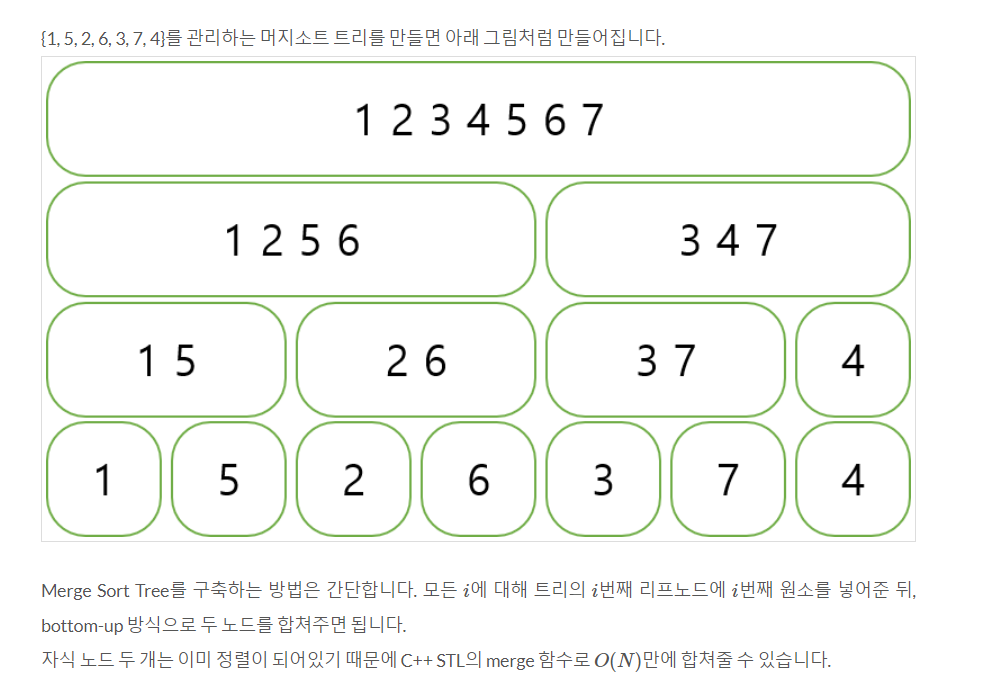 {1, 5, 2, 6, 3, 7, 4}를 관리하는 머지소트 트리를 만들면 아래 그림처럼 만들어집니다.
1 2 3 4 5 6 7
1 2 5 6 3 4 7
1 5 2 6 3 7 4
1 5 2 6 3 7 4
Merge Sort Tree를 구축하는 방법은 간단합니다. 모든 i에 대해 트리의 i번째 리프노드에 i번째 원소를 넣어준 뒤,
bottom-up 방식으로 두 노드를 합쳐주면 됩니다.
자식 노드 두 개는 이미 정렬이 되어있기 때문에 C++ STL의 merge 함수로 O(N)만에 합쳐줄 수 있습니다.